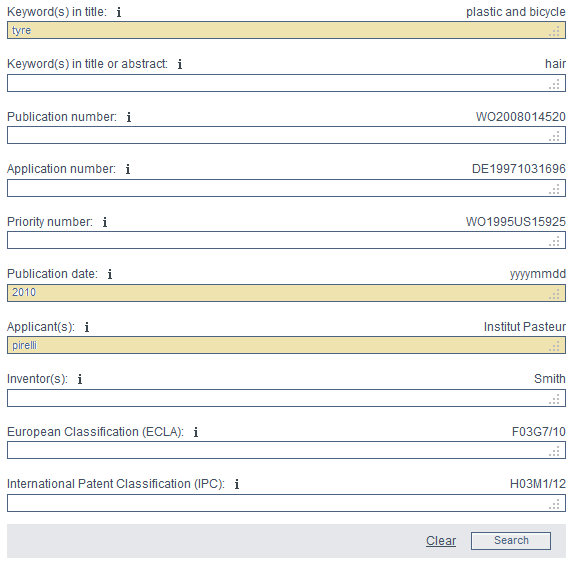 Keyword(s) in title: i plastic and bicycle
tyre
Keyword(s) in title or abstract: i hair
Publication number: i WO2008014520
Application number: i DE19971031696
Priority number: i WO1995US15925
Publication date: i yyyymmdd
2010
Applicant(s): i Institut Pasteur
pirelli
Inventor(s): i Smith
European Classification (ECLA): i F03G7/10
International Patent Classification (IPC): i H03M1/12
Clear Search